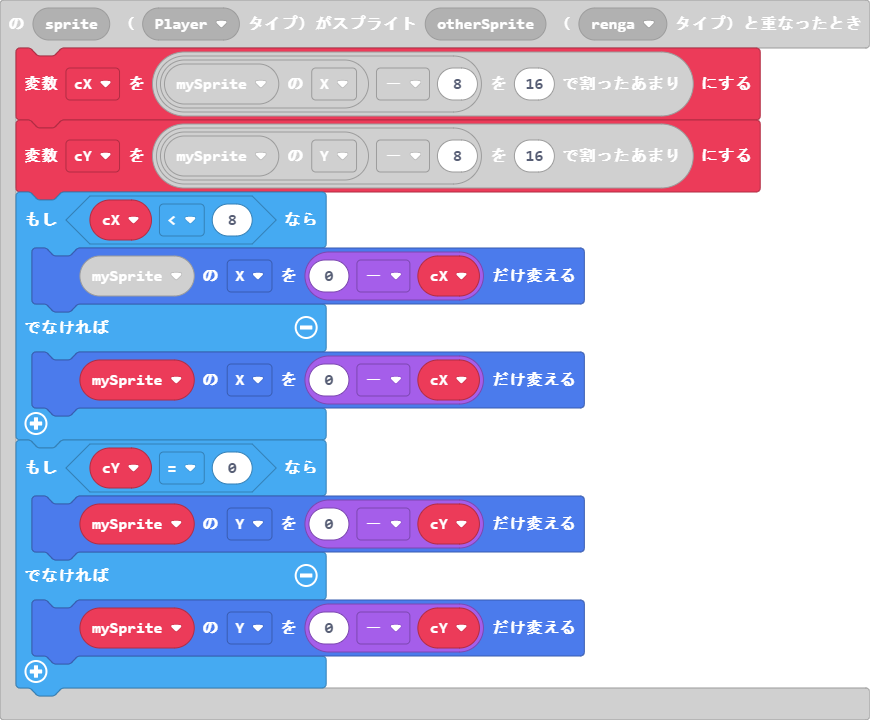 の sprite ( Player ▼ タイプ) がスプライト otherSprite ( renga ▼ タイプ) と重なったとき
変数 cX ▼ を mySprite ▼ の X ▼ - ▼ 8 を 16 で割ったあまり にする
変数 cY ▼ を mySprite ▼ の Y ▼ - ▼ 8 を 16 で割ったあまり にする
もし cX ▼ < ▼ 8 なら
mySprite ▼ の X ▼ を 0 - ▼ cX ▼ だけ変える
でなければ
mySprite ▼ の X ▼ を 0 - ▼ cX ▼ だけ変える
もし cY ▼ = ▼ 0 なら
mySprite ▼ の Y ▼ を 0 - ▼ cY ▼ だけ変える
でなければ
mySprite ▼ の Y ▼ を 0 - ▼ cY ▼ だけ変える